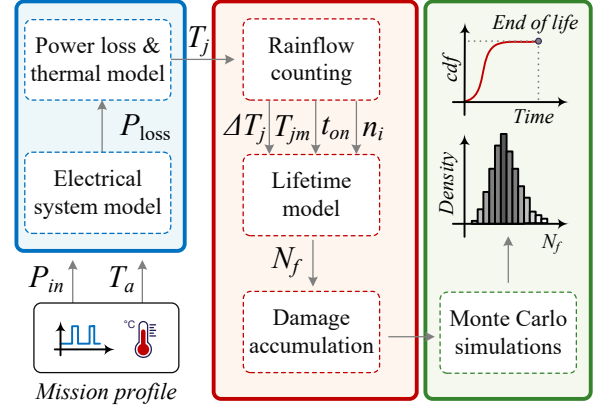 Power loss &
thermal model
T_j
P_loss
Electrical
system model
P_in
T_a
°C
Mission profile
Rainflow
counting
ΔT_j T_jm t_on n_i
Lifetime
model
N_f
Damage
accumulation
End of life
cdf
Time
Density
N_f
Monte Carlo
simulations